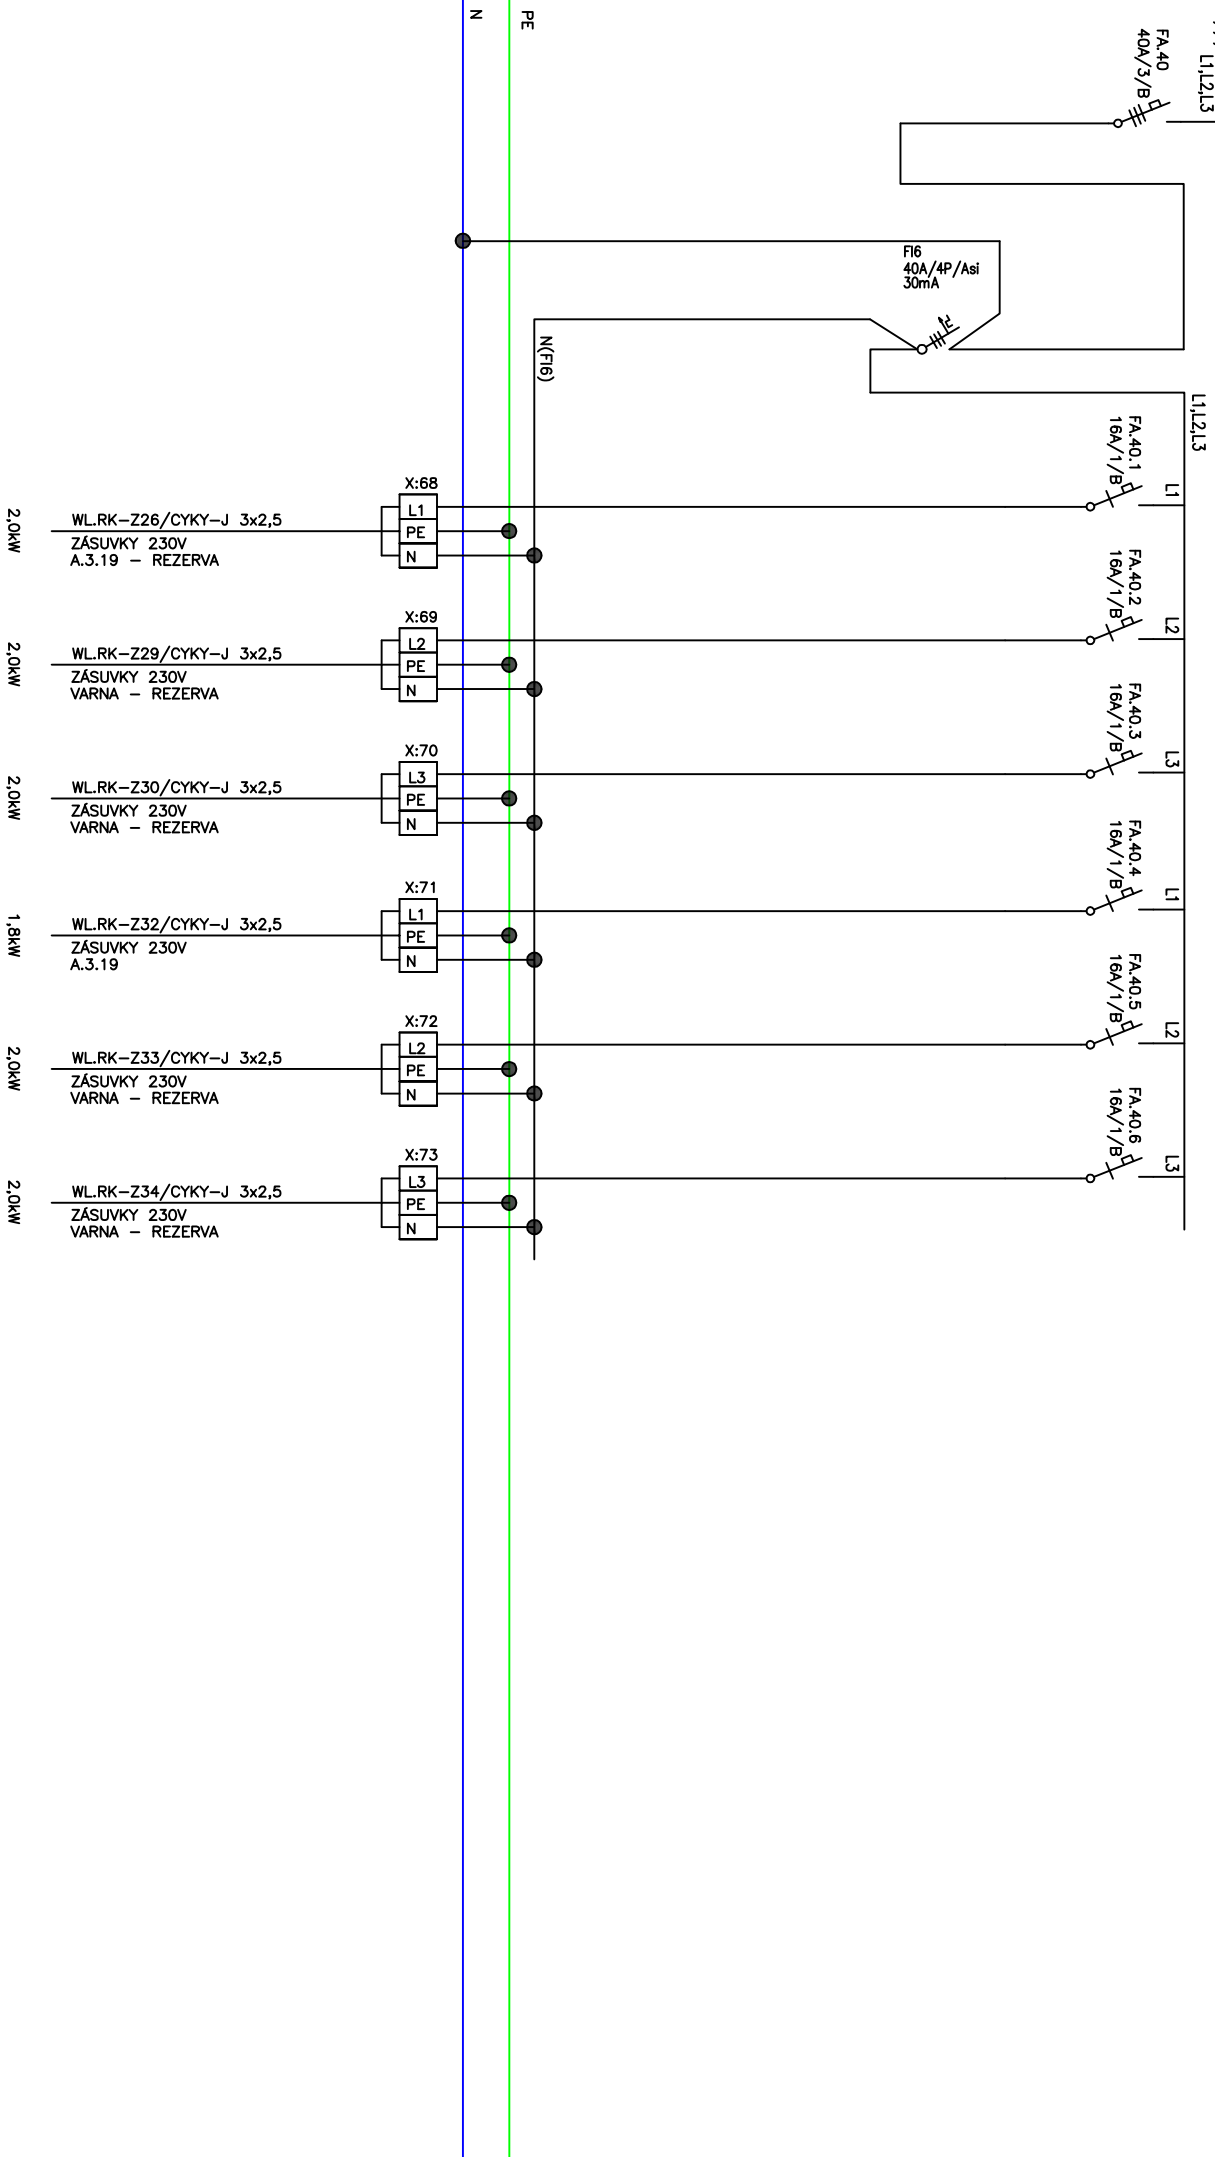 L1,L2,L3
FA.40
40A/3/B
N
PE
FI6
40A/4P/Asi
30mA
N(FI6)
L1,L2,L3
FA.40.1
16A/1/B
L1
X:68
L1
PE
N
WL.RK-Z26/CYKY-J 3x2,5
ZÁSUVKY 230V
A.3.19 - REZERVA
2,0kW
FA.40.2
16A/1/B
L2
X:69
L2
PE
N
WL.RK-Z29/CYKY-J 3x2,5
ZÁSUVKY 230V
VARNA - REZERVA
2,0kW
FA.40.3
16A/1/B
L3
X:70
L3
PE
N
WL.RK-Z30/CYKY-J 3x2,5
ZÁSUVKY 230V
VARNA - REZERVA
2,0kW
FA.40.4
16A/1/B
L1
X:71
L1
PE
N
WL.RK-Z32/CYKY-J 3x2,5
ZÁSUVKY 230V
A.3.19
1,8kW
FA.40.5
16A/1/B
L2
X:72
L2
PE
N
WL.RK-Z33/CYKY-J 3x2,5
ZÁSUVKY 230V
VARNA - REZERVA
2,0kW
FA.40.6
16A/1/B
L3
X:73
L3
PE
N
WL.RK-Z34/CYKY-J 3x2,5
ZÁSUVKY 230V
VARNA - REZERVA
2,0kW